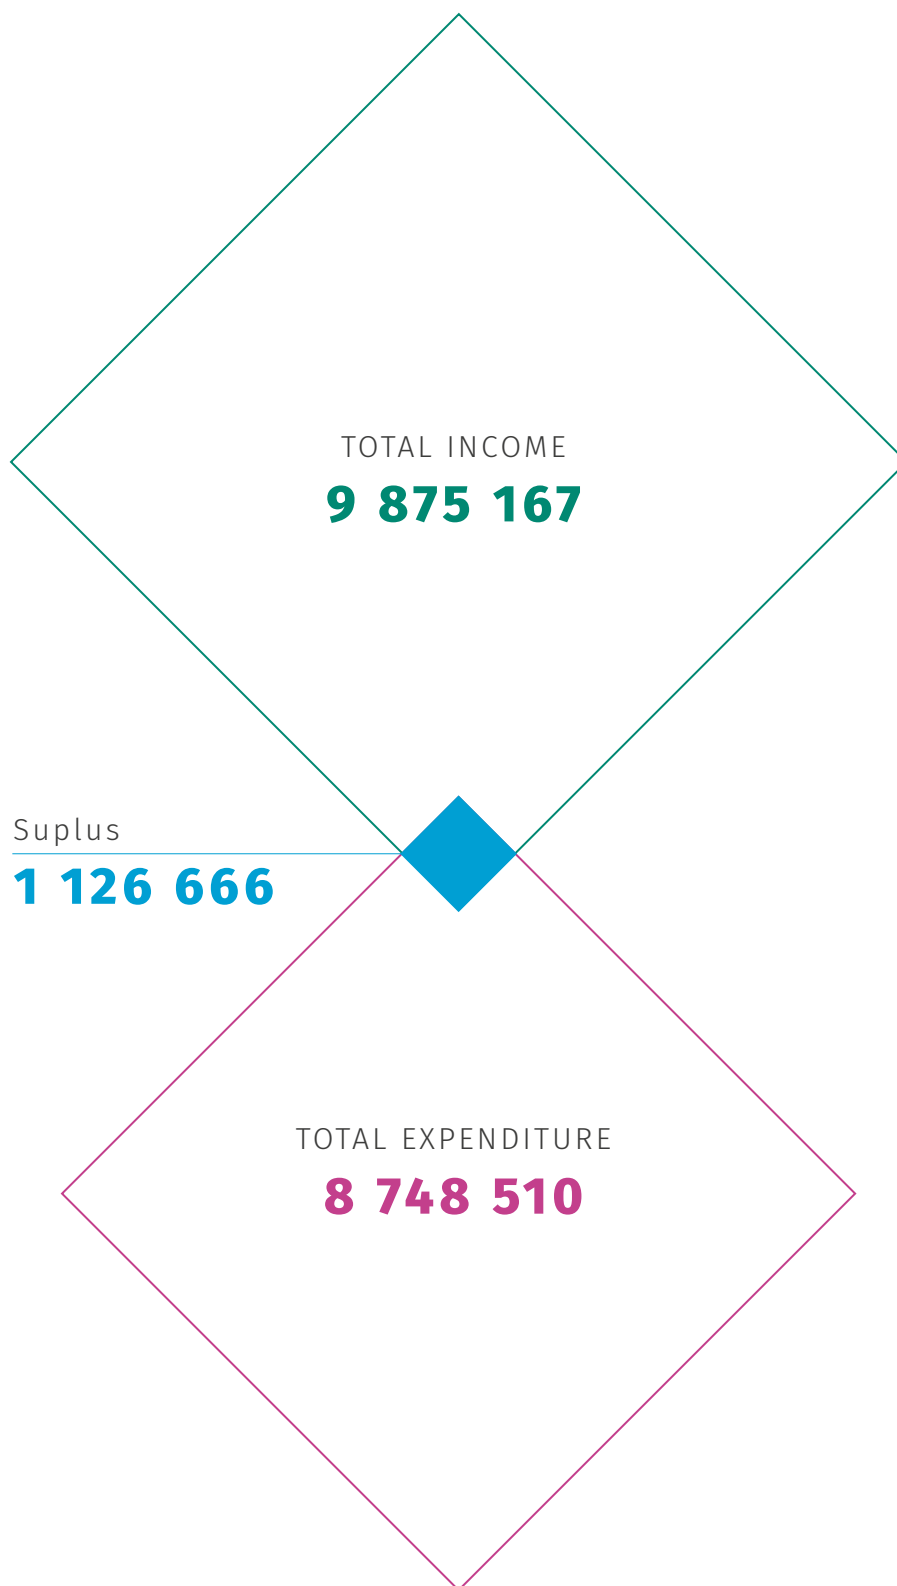 TOTAL INCOME
9 875 167
Suplus
1 126 666
TOTAL EXPENDITURE
8 748 510